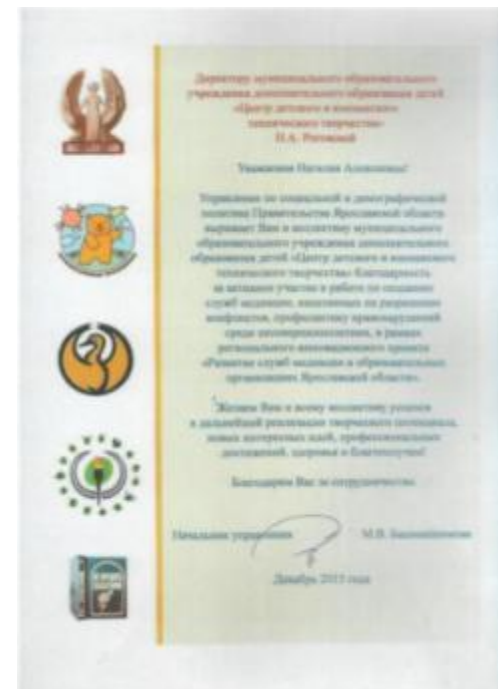 Директору муниципального образовательного
учреждения дополнительного образования детей
«Центр детского и юношеского
технического творчества»
Н.А.
Уважаемая Наталия
Управление по социальной и демографической
политике Правительства Ярославской области
выражает Вам и коллективу муниципального
образовательного учреждения дополнительного
образования детей «Центр детского и юношеского
технического творчества» благодарность
за активное участие в работе по созданию
служб медиации, нацеленных на разрешение
конфликтов, профилактику правонарушений
среди несовершеннолетних, в рамках
регионального инновационного проекта
«Развитие служб медиации в образовательных
организациях Ярославской области».
Желаем Вам и всему коллективу успехов
в дальнейшей реализации творческого потенциала,
новых интересных идей, профессиональных
достижений, здоровья и благополучия!
Благодарим Вас за сотрудничество.
Начальник управления М.В.
Декабрь 2015 года